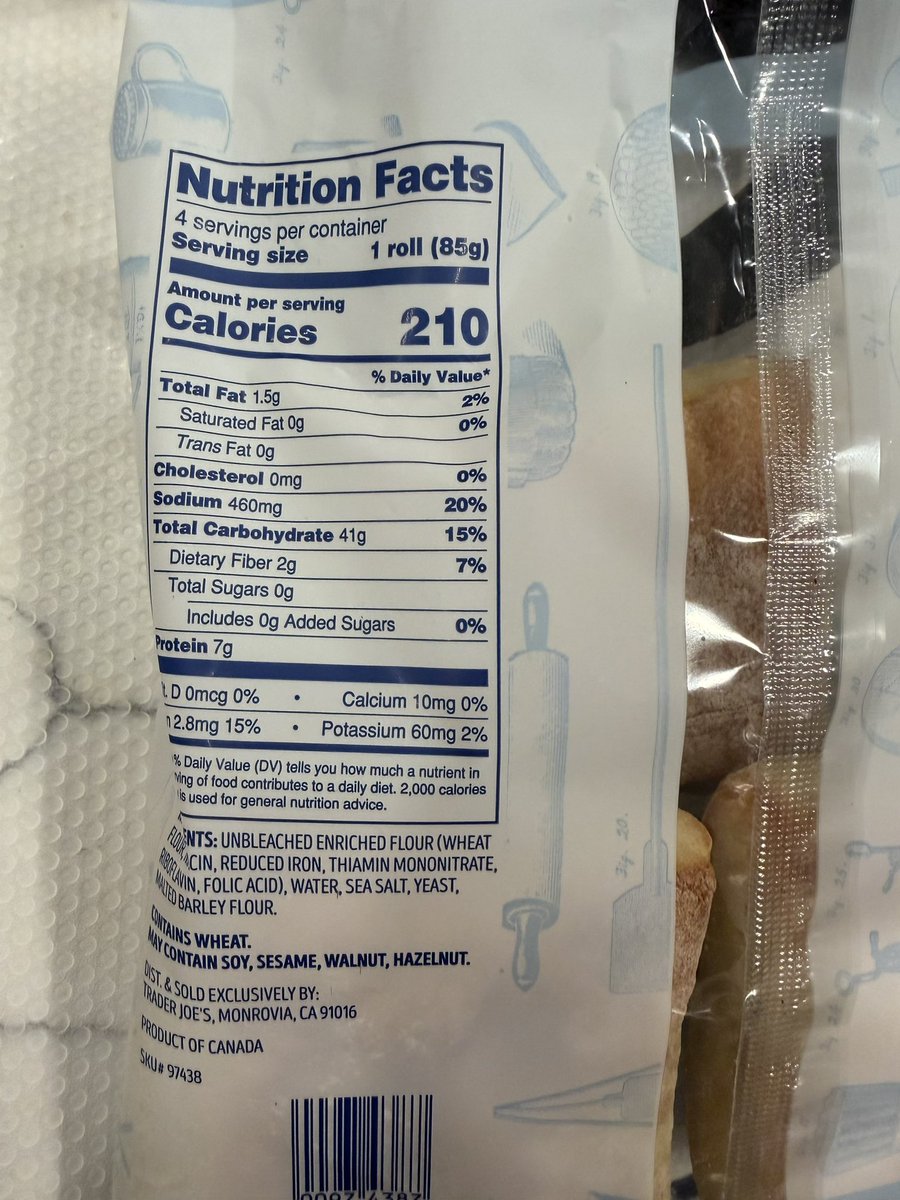 Nutrition Facts
4 servings per container
Serving size 1 roll (85g)
Amount per serving
Calories 210
% Daily Value*
Total Fat 1.5g 2%
Saturated Fat 0g 0%
Trans Fat 0g
Cholesterol 0mg 0%
Sodium 460mg 20%
Total Carbohydrate 41g 15%
Dietary Fiber 2g 7%
Total Sugars 0g
Includes 0g Added Sugars 0%
Protein 7g
t. D 0mcg 0% • Calcium 10mg 0%
n 2.8mg 15% • Potassium 60mg 2%
% Daily Value (DV) tells you how much a nutrient in
ving of food contributes to a daily diet. 2,000 calories
is used for general nutrition advice.
ENTS: UNBLEACHED ENRICHED FLOUR (WHEAT
FLOUR, ACIN, REDUCED IRON, THIAMIN MONONITRATE,
RIBOFLAVIN, FOLIC ACID), WATER, SEA SALT, YEAST,
MALTED BARLEY FLOUR.
CONTAINS WHEAT.
MAY CONTAIN SOY, SESAME, WALNUT, HAZELNUT.
DIST. & SOLD EXCLUSIVELY BY:
TRADER JOE'S, MONROVIA, CA 91016
PRODUCT OF CANADA
SKU# 97438
fig. 20.